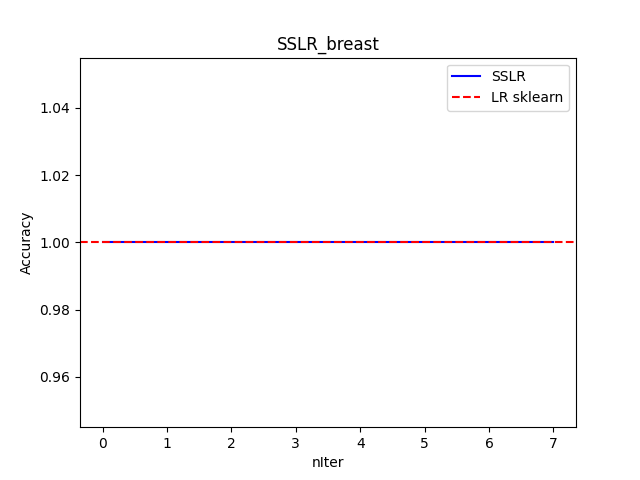 SSLR_breast
SSLR
LR sklearn
1.04
1.02
1.00
0.98
0.96
Accuracy
0 1 2 3 4 5 6 7
nIter